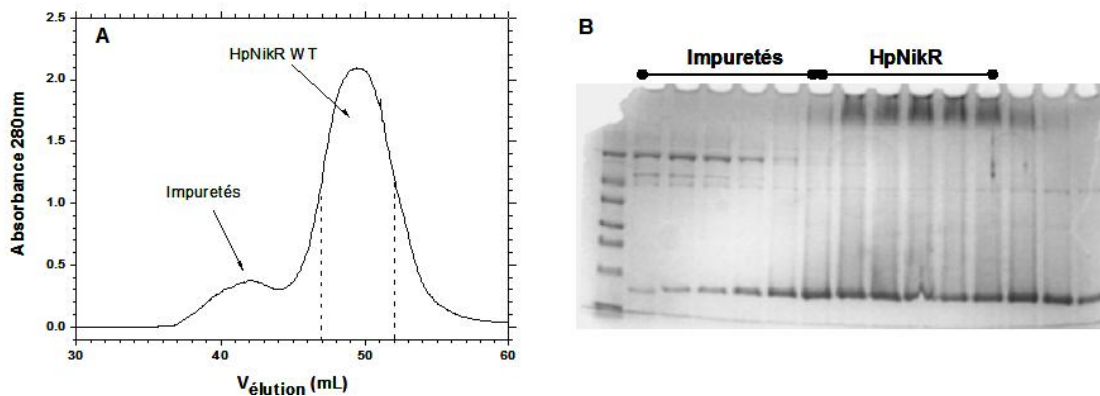 A
HpNikR WT
Impuretés
Absorbance 280nm
2.5
2.0
1.5
1.0
0.5
0.0
30
40
50
60
Vélution (mL)
B
Impuretés
HpNikR